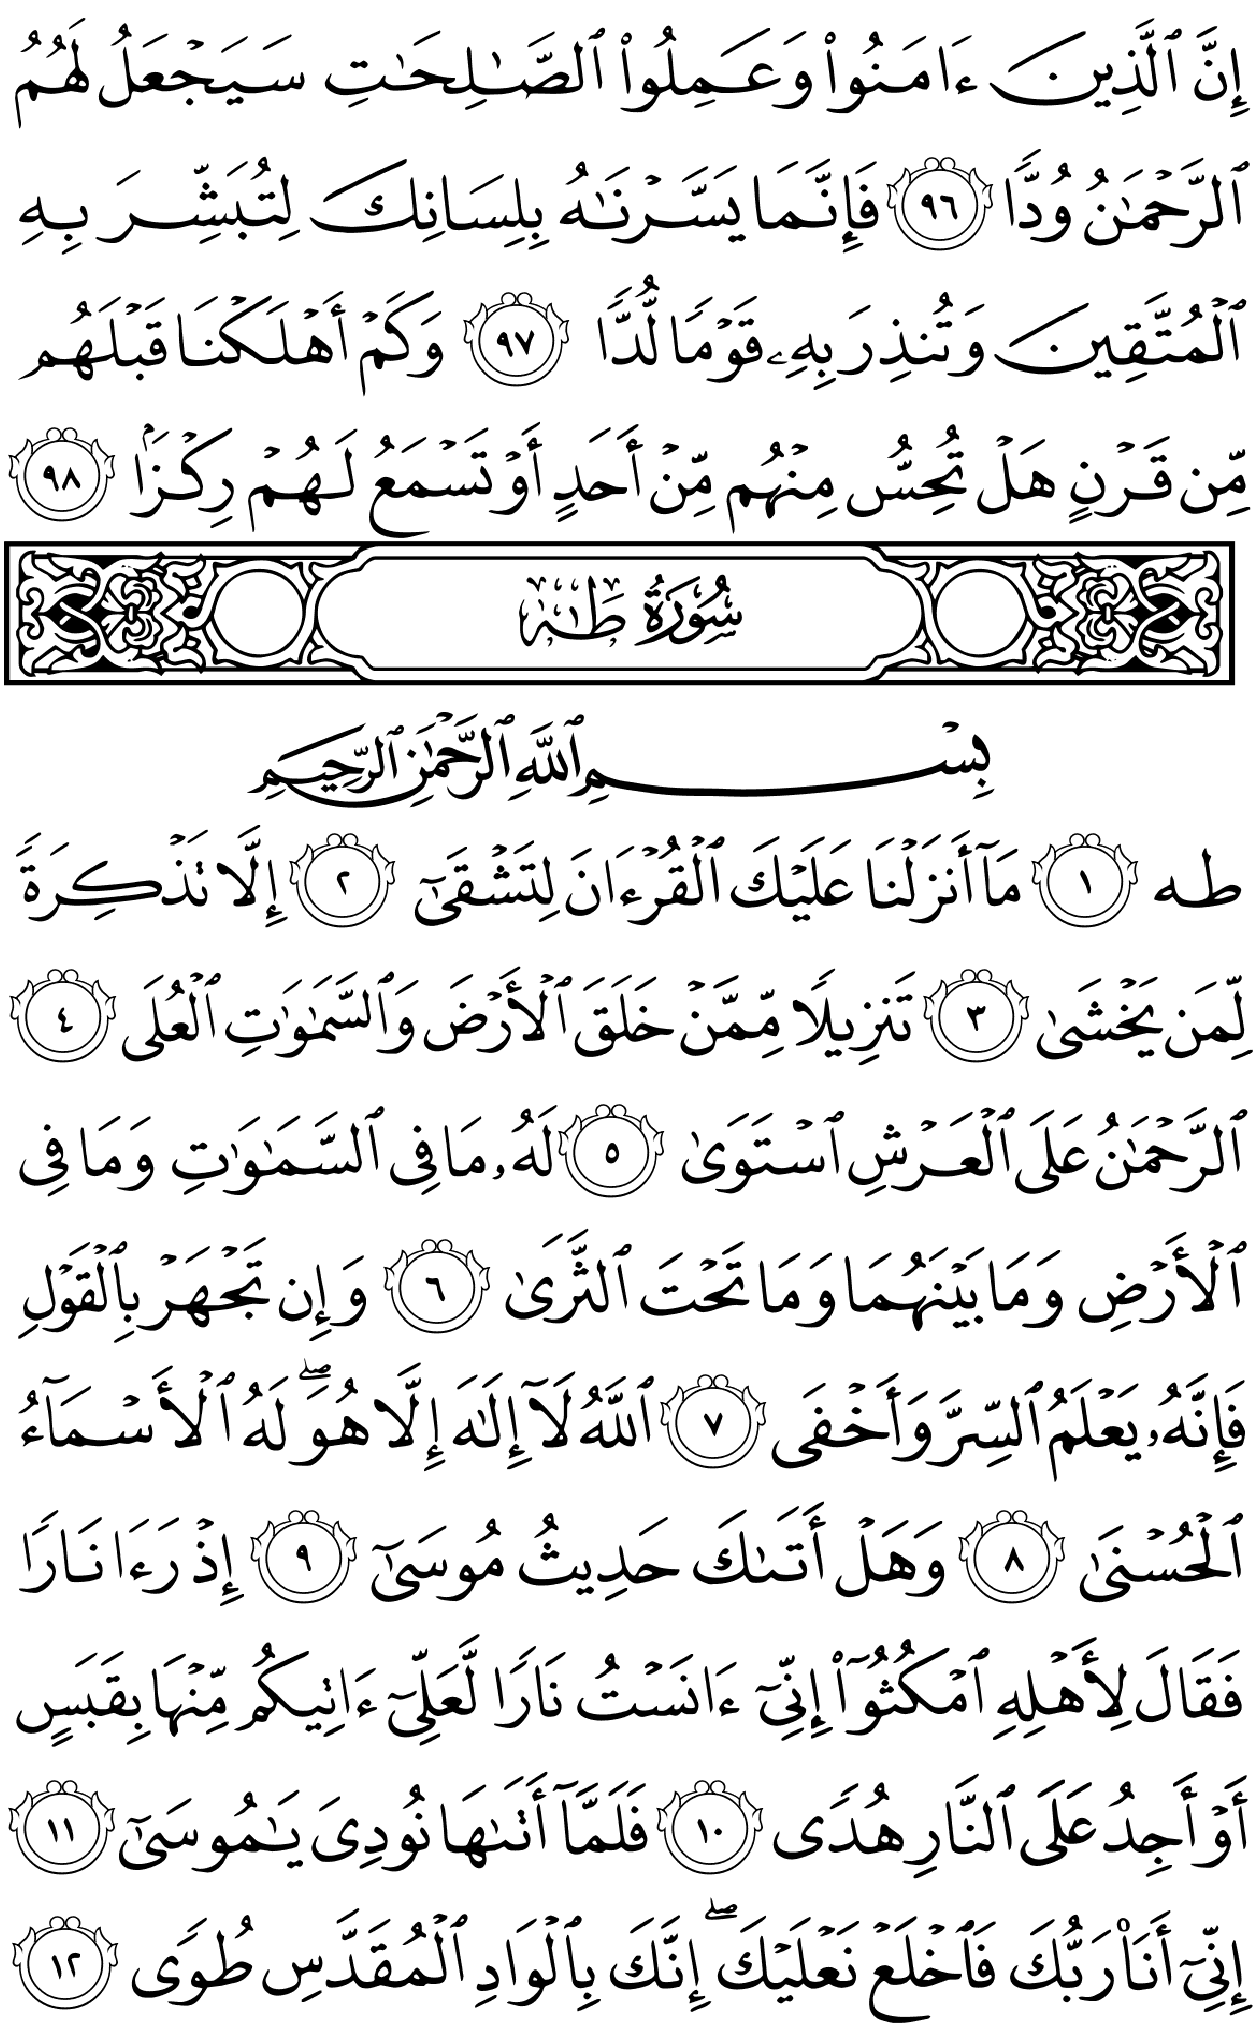 إِنَّ ٱلَّذِينَ ءَامَنُوا۟ وَعَمِلُوا۟ ٱلصَّـٰلِحَـٰتِ سَيَجْعَلُ لَهُمُ
ٱلرَّحْمَـٰنُ وُدًّا ٩٦ فَإِنَّمَا يَسَّرْنَـٰهُ بِلِسَانِكَ لِتُبَشِّرَ بِهِ
ٱلْمُتَّقِينَ وَتُنذِرَ بِهِۦ قَوْمًا لُّدًّا ٩٧ وَكَمْ أَهْلَكْنَا قَبْلَهُم
مِّن قَرْنٍ هَلْ تُحِسُّ مِنْهُم مِّنْ أَحَدٍ أَوْ تَسْمَعُ لَهُمْ رِكْزَۢا ٩٨
سُورَةُ طَـٰهَـٰ
بِسْمِ ٱللَّهِ ٱلرَّحْمَـٰنِ ٱلرَّحِيمِ
طه ١ مَآ أَنزَلْنَا عَلَيْكَ ٱلْقُرْءَانَ لِتَشْقَىٰٓ ٢ إِلَّا تَذْكِرَةً
لِّمَن يَخْشَىٰ ٣ تَنزِيلًا مِّمَّنْ خَلَقَ ٱلْأَرْضَ وَٱلسَّمَـٰوَٰتِ ٱلْعُلَى ٤
ٱلرَّحْمَـٰنُ عَلَى ٱلْعَرْشِ ٱسْتَوَىٰ ٥ لَهُۥ مَا فِى ٱلسَّمَـٰوَٰتِ وَمَا فِى
ٱلْأَرْضِ وَمَا بَيْنَهُمَا وَمَا تَحْتَ ٱلثَّرَىٰ ٦ وَإِن تَجْهَرْ بِٱلْقَوْلِ
فَإِنَّهُۥ يَعْلَمُ ٱلسِّرَّ وَأَخْفَى ٧ ٱللَّهُ لَآ إِلَـٰهَ إِلَّا هُوَ ۖ لَهُ ٱلْأَسْمَآءُ
ٱلْحُسْنَىٰ ٨ وَهَلْ أَتَىٰكَ حَدِيثُ مُوسَىٰٓ ٩ إِذْ رَءَا نَارًا
فَقَالَ لِأَهْلِهِ ٱمْكُثُوٓا۟ إِنِّىٓ ءَانَسْتُ نَارًا لَّعَلِّىٓ ءَاتِيكُم مِّنْهَا بِقَبَسٍ
أَوْ أَجِدُ عَلَى ٱلنَّارِ هُدًى ١٠ فَلَمَّآ أَتَىٰهَا نُودِىَ يَـٰمُوسَىٰٓ ١١
إِنِّىٓ أَنَا۠ رَبُّكَ فَٱخْلَعْ نَعْلَيْكَ ۖ إِنَّكَ بِٱلْوَادِ ٱلْمُقَدَّسِ طُوًى ١٢